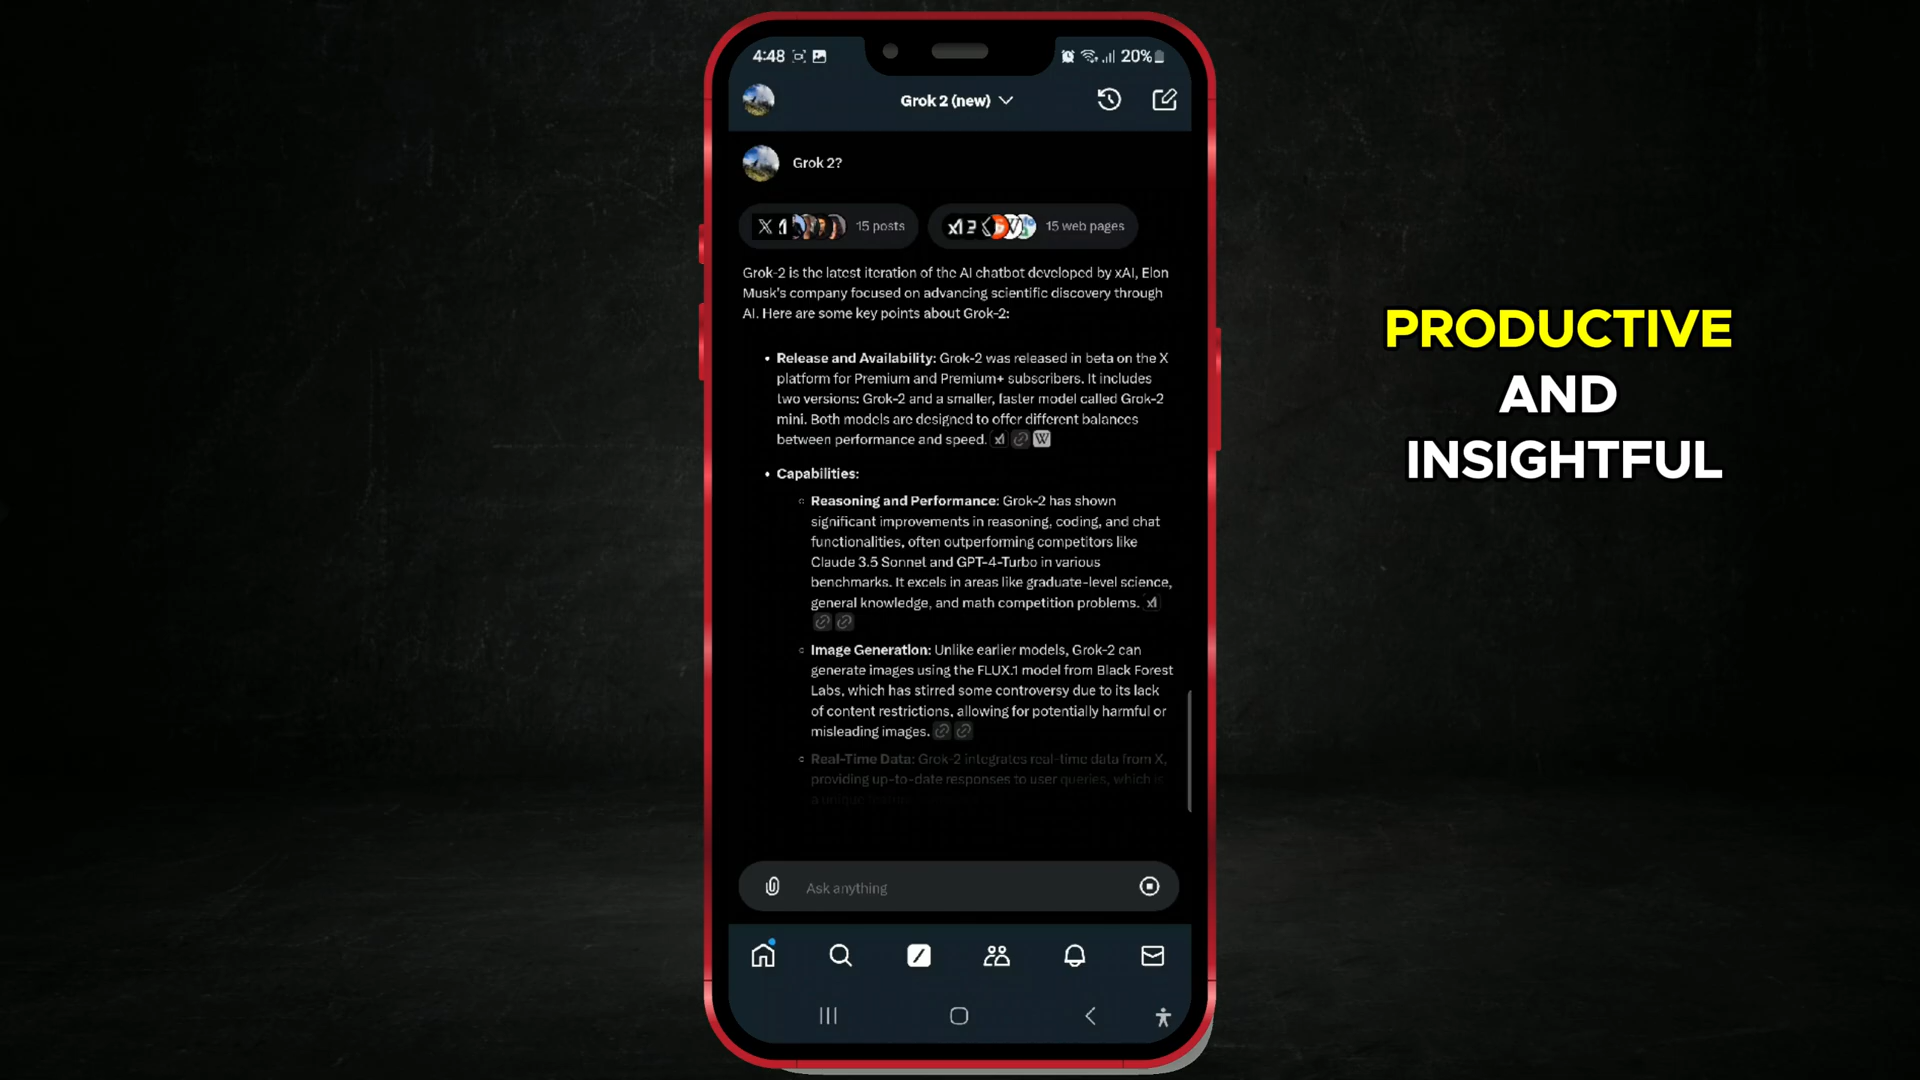 4:48
20%
Grok 2 (new)
Grok 2?
15 posts
15 web pages
Grok-2 is the latest iteration of the AI chatbot developed by xAI, Elon
Musk's company focused on advancing scientific discovery through
AI. Here are some key points about Grok-2:
• Release and Availability: Grok-2 was released in beta on the X
platform for Premium and Premium+ subscribers. It includes
two versions: Grok-2 and a smaller, faster model called Grok-2
mini. Both models are designed to offer different balances
between performance and speed.
• Capabilities:
◦ Reasoning and Performance: Grok-2 has shown
significant improvements in reasoning, coding, and chat
functionalities, often outperforming competitors like
Claude 3.5 Sonnet and GPT-4-Turbo in various
benchmarks. It excels in areas like graduate-level science,
general knowledge, and math competition problems.
◦ Image Generation: Unlike earlier models, Grok-2 can
generate images using the FLUX.1 model from Black Forest
Labs, which has stirred some controversy due to its lack
of content restrictions, allowing for potentially harmful or
misleading images.
◦ Real-Time Data: Grok-2 integrates real-time data from X,
providing up-to-date responses to user queries, which is
a unique
Ask anything
PRODUCTIVE
AND
INSIGHTFUL